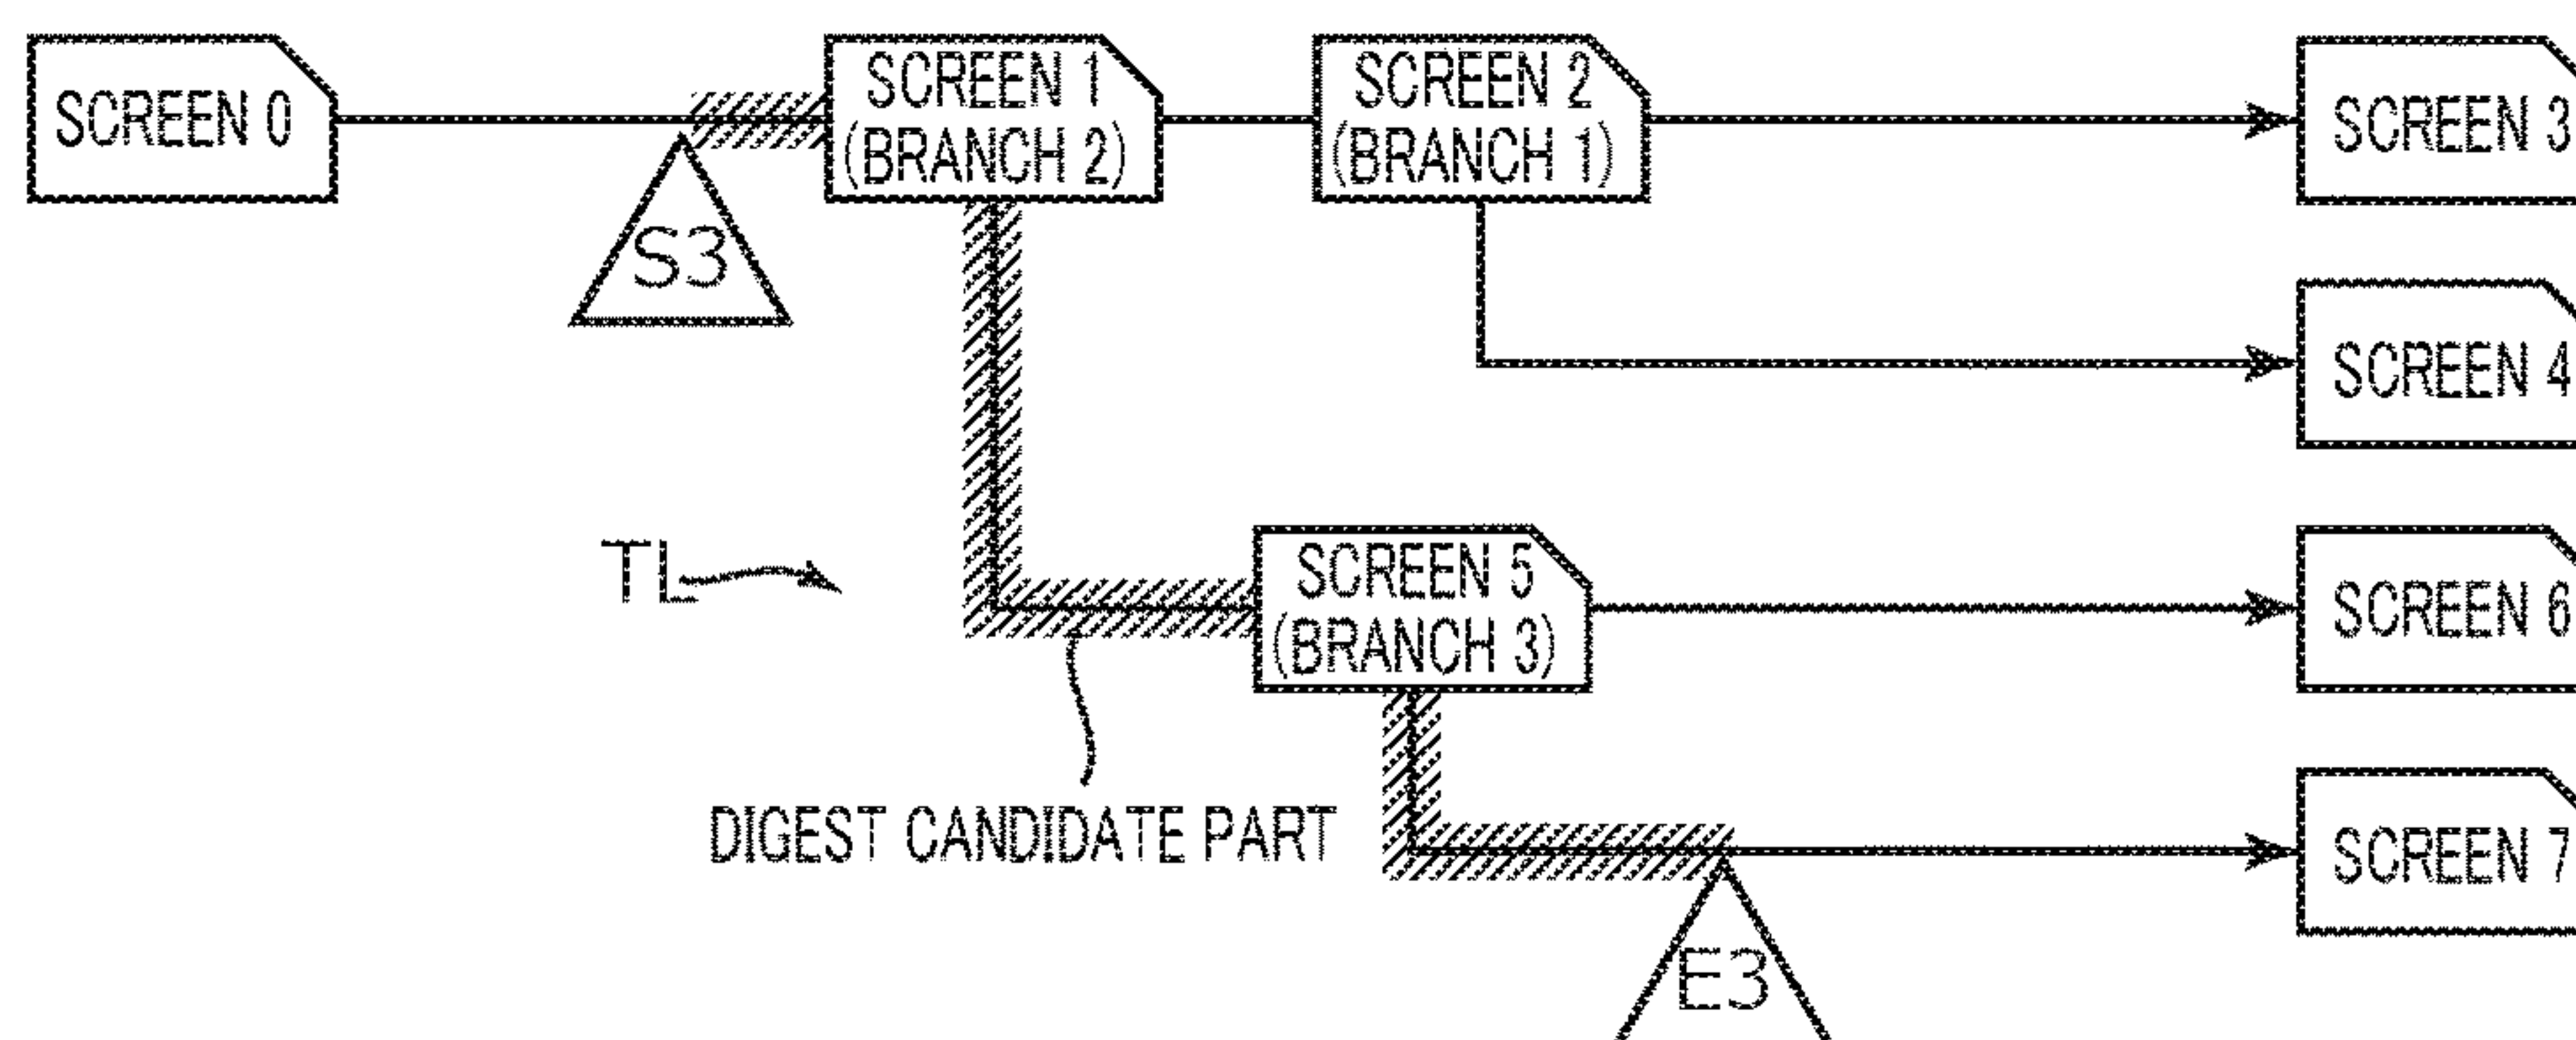 SCREEN 0
SCREEN 1
(BRANCH 2)
SCREEN 2
(BRANCH 1)
SCREEN 3
S3
SCREEN 4
TL
SCREEN 5
(BRANCH 3)
SCREEN 6
DIGEST CANDIDATE PART
SCREEN 7
E3